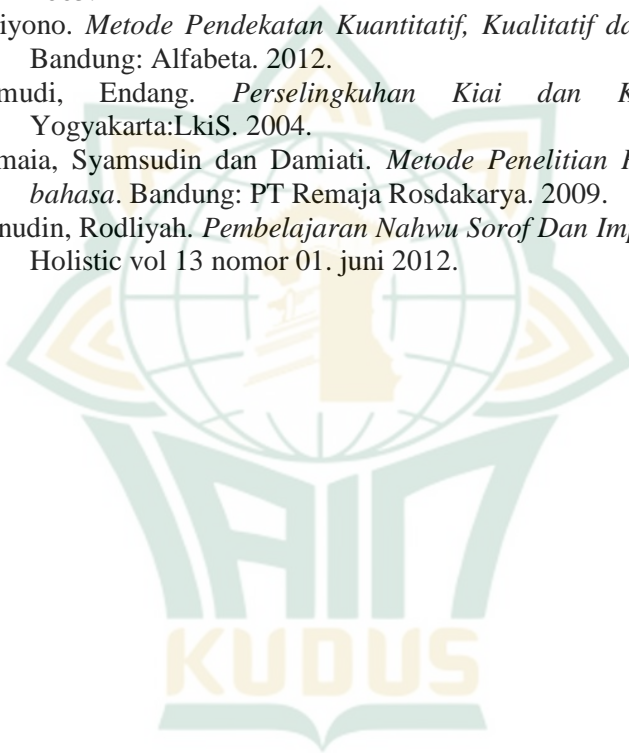 iyono. Metode Pendekatan Kuantitatif, Kualitatif da
Bandung: Alfabeta. 2012.
mudi, Endang. Perselingkuhan Kiai dan K
Yogyakarta:LkiS. 2004.
maia, Syamsudin dan Damiati. Metode Penelitian P
bahasa. Bandung: PT Remaja Rosdakarya. 2009.
nudin, Rodliyah. Pembelajaran Nahwu Sorof Dan Imp
Holistic vol 13 nomor 01. juni 2012.
IAIN
KUDUS